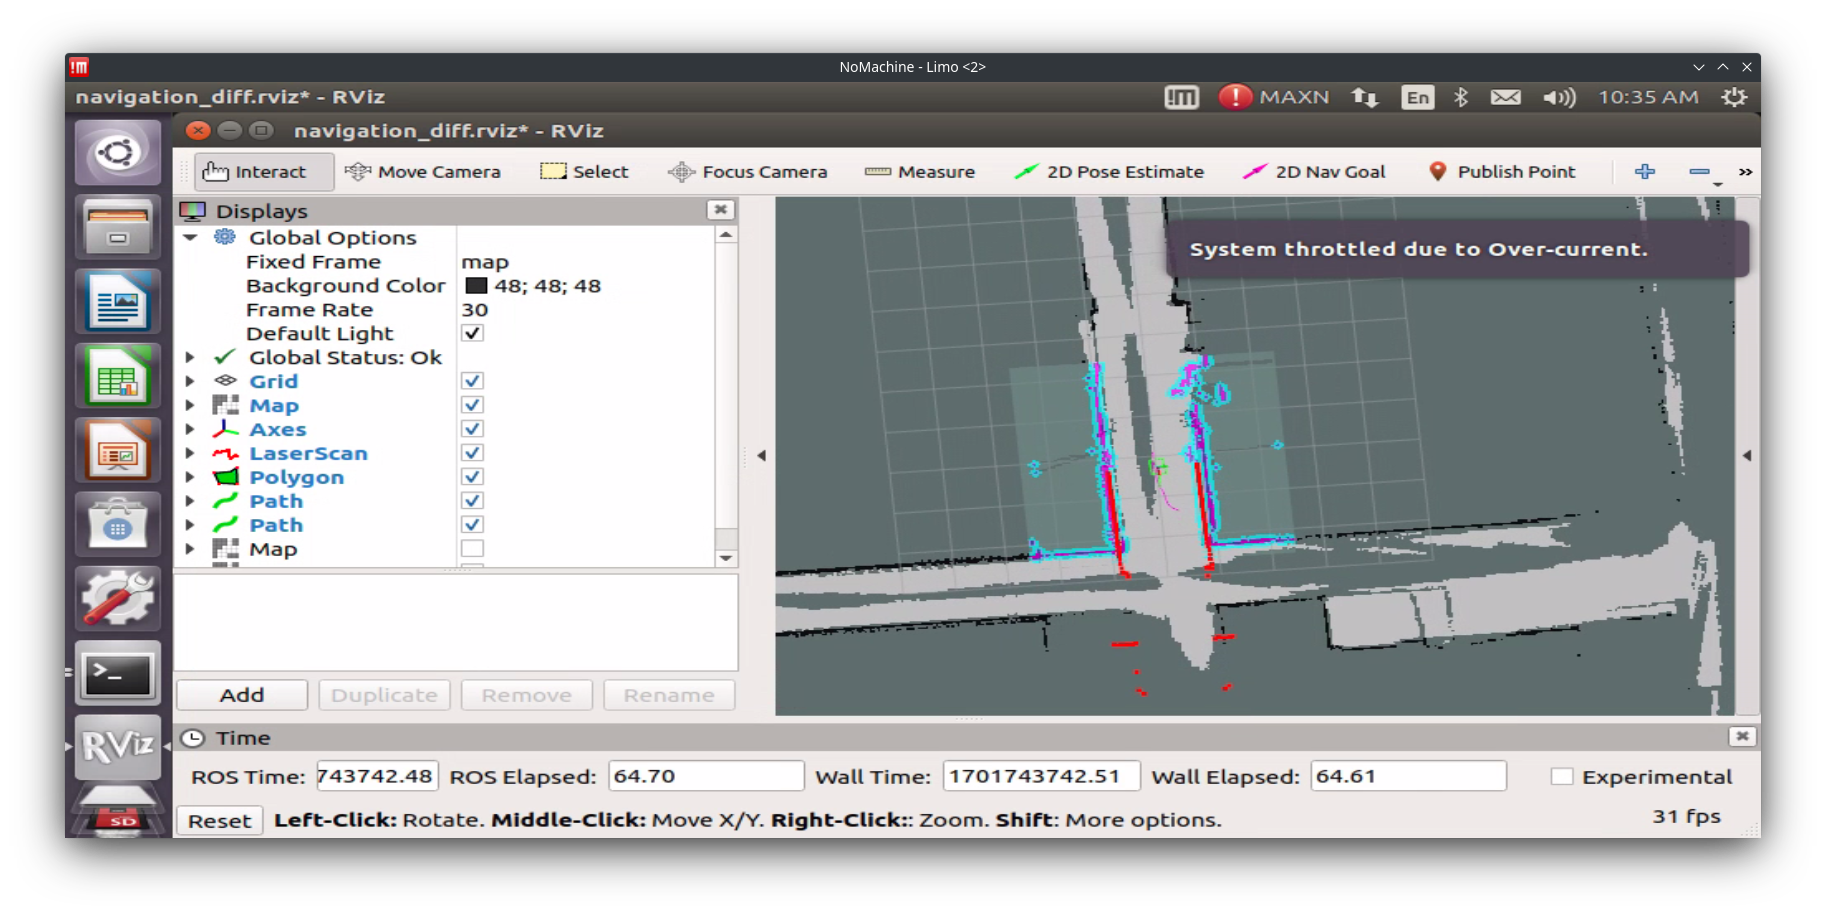 NoMachine - Limo <2>
navigation_diff.rviz* - RViz
MAXN
En
10:35 AM
navigation_diff.rviz* - RViz
Interact
Move Camera
Select
Focus Camera
Measure
2D Pose Estimate
2D Nav Goal
Publish Point
»
Displays
Global Options
Fixed Frame map
Background Color 48; 48; 48
Frame Rate 30
Default Light
Global Status: Ok
Grid
Map
Axes
LaserScan
Polygon
Path
Path
Map
System throttled due to Over-current.
Add
Duplicate
Remove
Rename
RViz
SD
Time
ROS Time: 743742.48 ROS Elapsed: 64.70 Wall Time: 1701743742.51 Wall Elapsed: 64.61 Experimental
Reset Left-Click: Rotate. Middle-Click: Move X/Y. Right-Click:: Zoom. Shift: More options. 31 fps